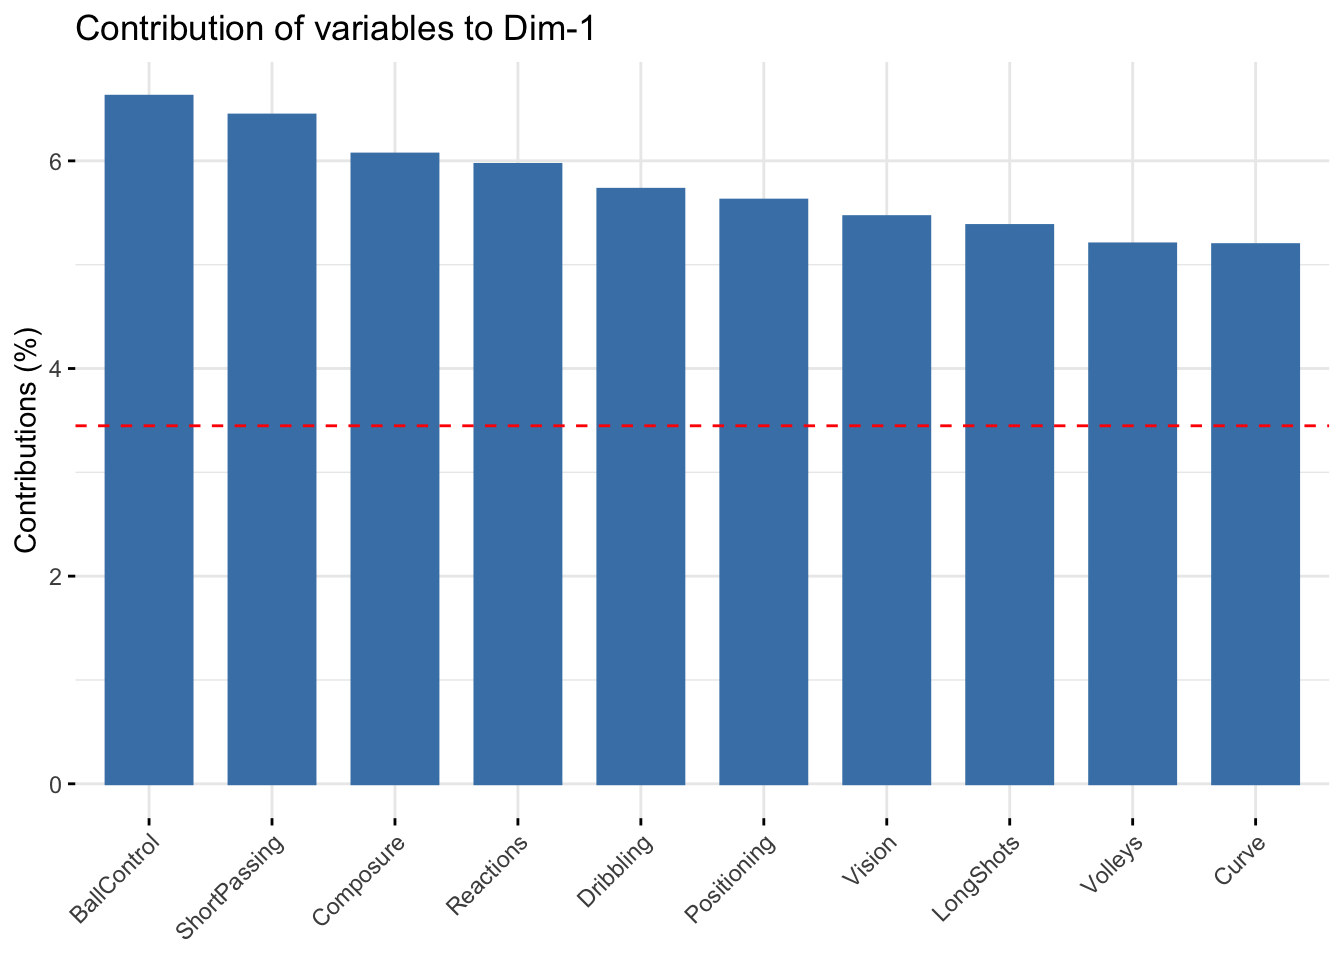 Contribution of variables to Dim-1
Contributions (%)
6
4
2
0
BallControl
ShortPassing
Composure
Reactions
Dribbling
Positioning
Vision
LongShots
Volleys
Curve